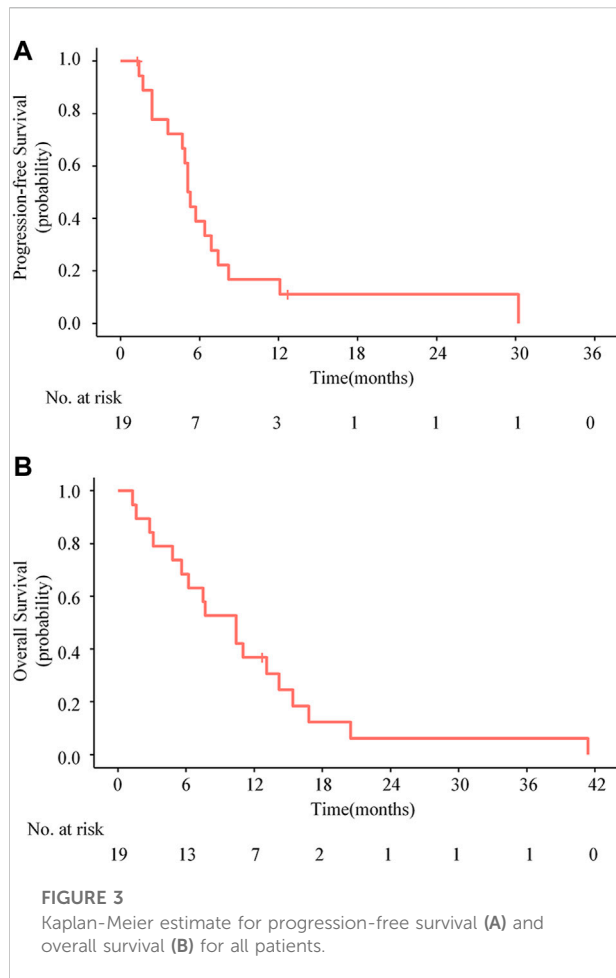 A
1.0
0.8
0.6
0.4
0.2
0.0
Progression-free Survival
(probability)
0 6 12 18 24 30 36
Time(months)
No. at risk
19 7 3 1 1 1 0
B
1.0
0.8
0.6
0.4
0.2
0.0
Overall Survival
(probability)
0 6 12 18 24 30 36 42
Time(months)
No. at risk
19 13 7 2 1 1 1 0
FIGURE 3
Kaplan-Meier estimate for progression-free survival (A) and
overall survival (B) for all patients.